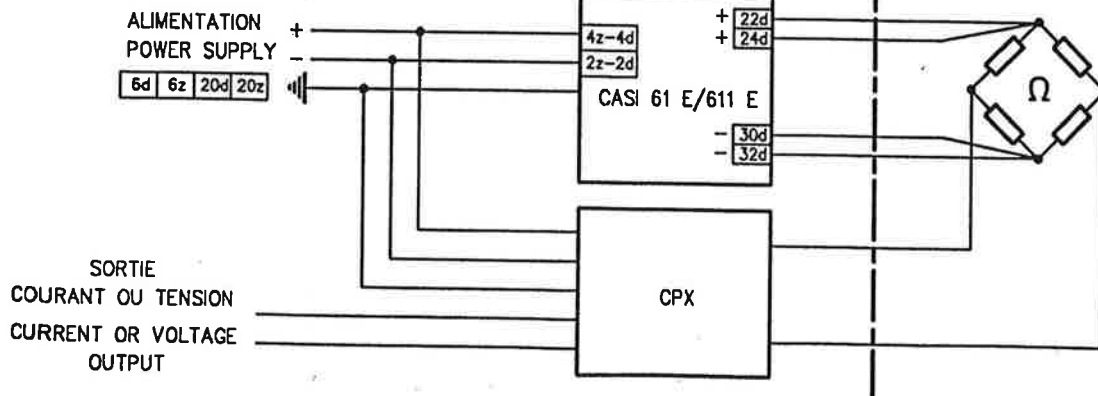 ALIMENTATION
POWER SUPPLY
+
-
6d 6z 20d 20z
4z-4d
2z-2d
CASI 61 E/611 E
+ 22d
+ 24d
- 30d
- 32d
Ω
CPX
SORTIE
COURANT OU TENSION
CURRENT OR VOLTAGE
OUTPUT